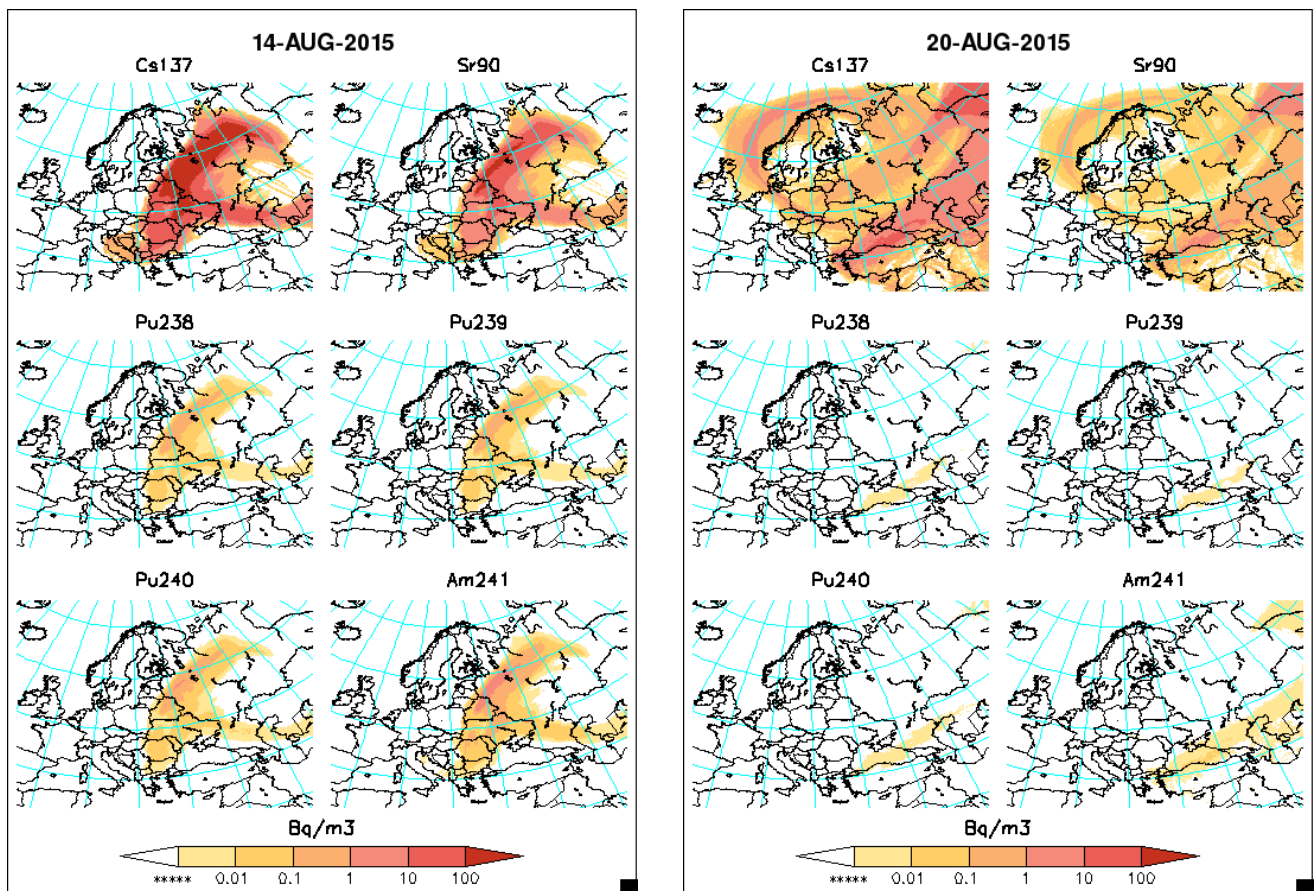 14-AUG-2015
Cs137 Sr90
Pu238 Pu239
Pu240 Am241
Bq/m3
***** 0.01 0.1 1 10 100
20-AUG-2015
Cs137 Sr90
Pu238 Pu239
Pu240 Am241
Bq/m3
***** 0.01 0.1 1 10 100